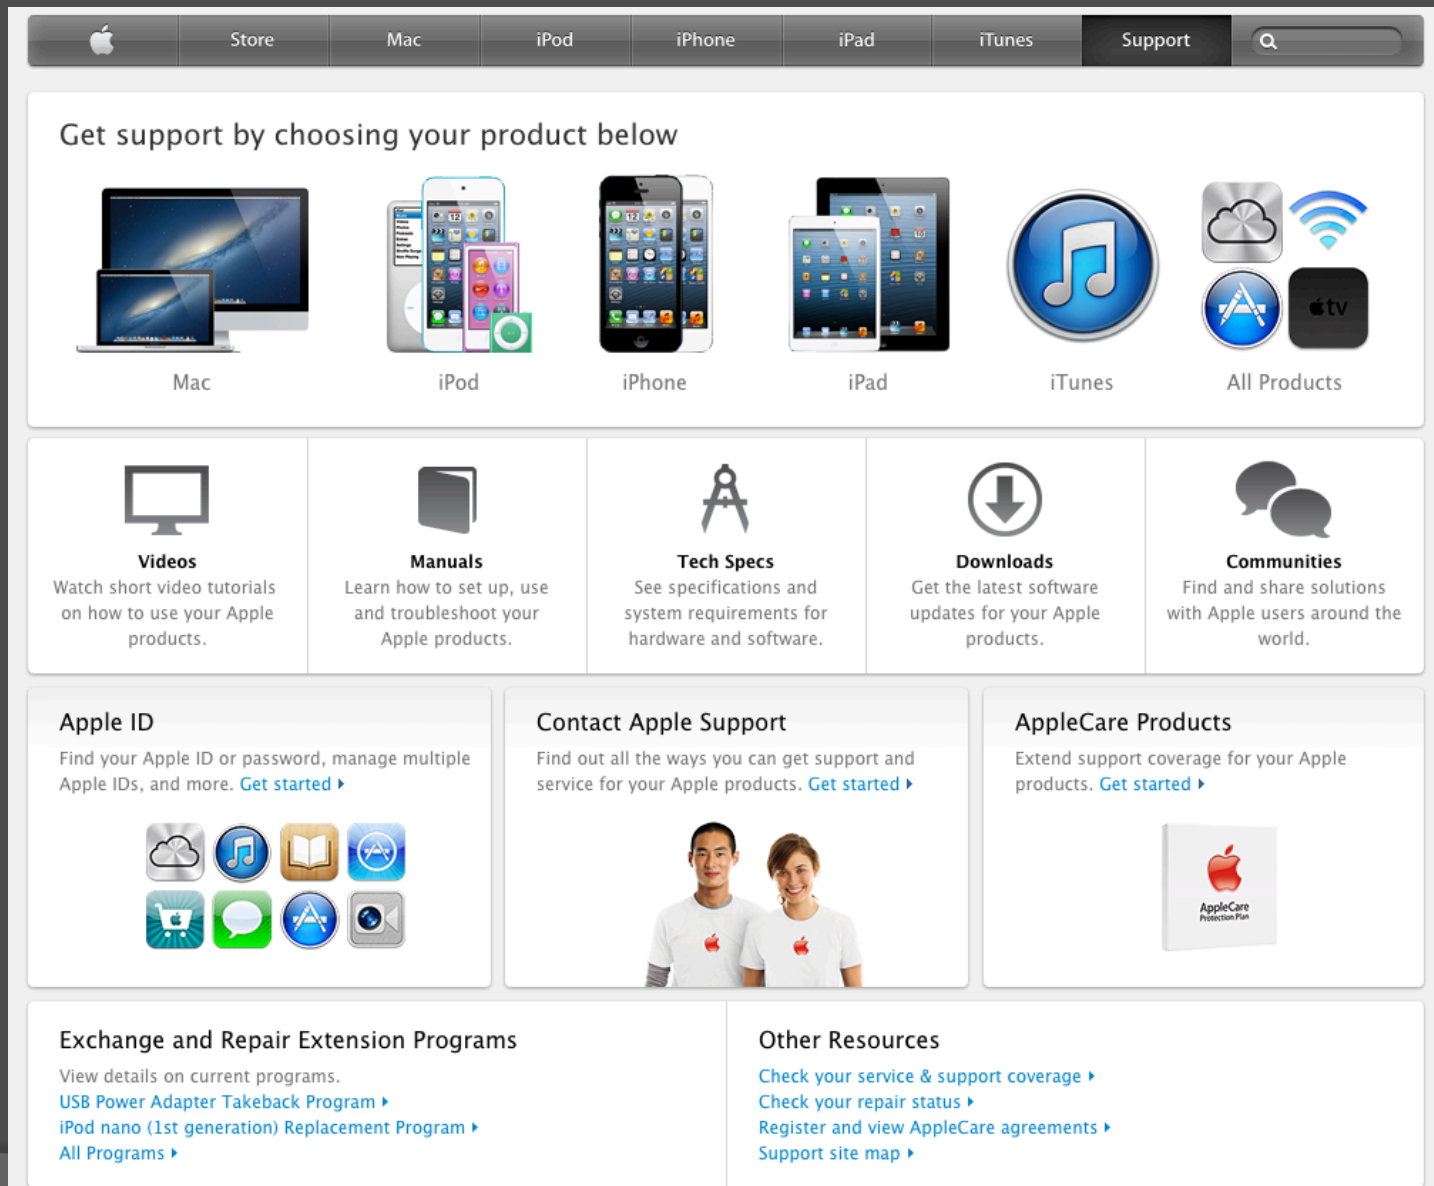 Store Mac iPod iPhone iPad iTunes Support
Get support by choosing your product below
tv
Mac iPod iPhone iPad iTunes All Products
Videos
Watch short video tutorials
on how to use your Apple
products.
Manuals
Learn how to set up, use
and troubleshoot your
Apple products.
Tech Specs
See specifications and
system requirements for
hardware and software.
Downloads
Get the latest software
updates for your Apple
products.
Communities
Find and share solutions
with Apple users around the
world.
Apple ID
Find your Apple ID or password, manage multiple
Apple IDs, and more. Get started
Contact Apple Support
Find out all the ways you can get support and
service for your Apple products. Get started
AppleCare Products
Extend support coverage for your Apple
products. Get started
AppleCare
Protection Plan
Exchange and Repair Extension Programs
View details on current programs.
USB Power Adapter Takeback Program
iPod nano (1st generation) Replacement Program
All Programs
Other Resources
Check your service & support coverage
Check your repair status
Register and view AppleCare agreements
Support site map